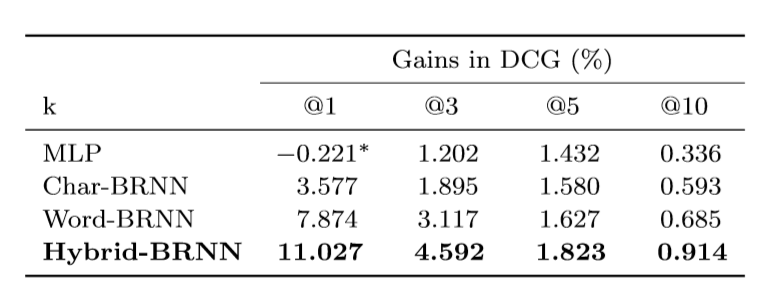 Gains in DCG (%)
k @1 @3 @5 @10
MLP −0.221* 1.202 1.432 0.336
Char-BRNN 3.577 1.895 1.580 0.593
Word-BRNN 7.874 3.117 1.627 0.685
Hybrid-BRNN 11.027 4.592 1.823 0.914